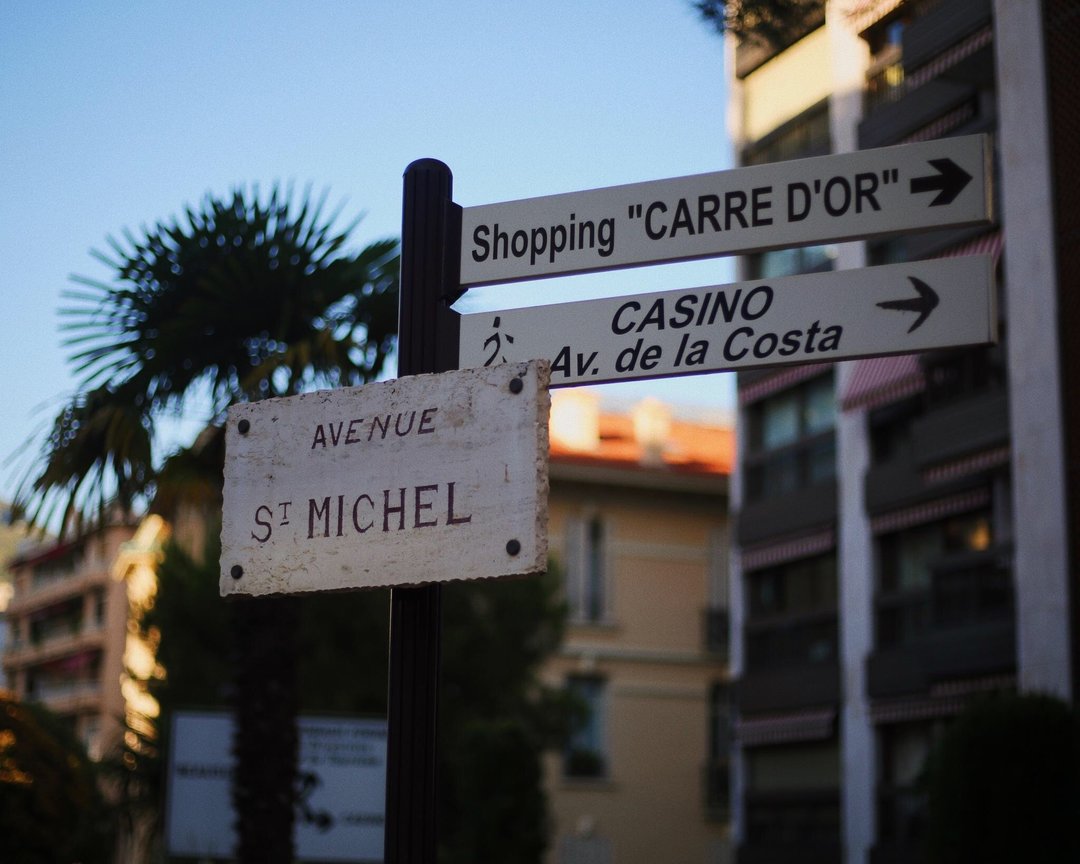 Shopping "CARRE D'OR"
CASINO
Av. de la Costa
AVENUE
ST MICHEL